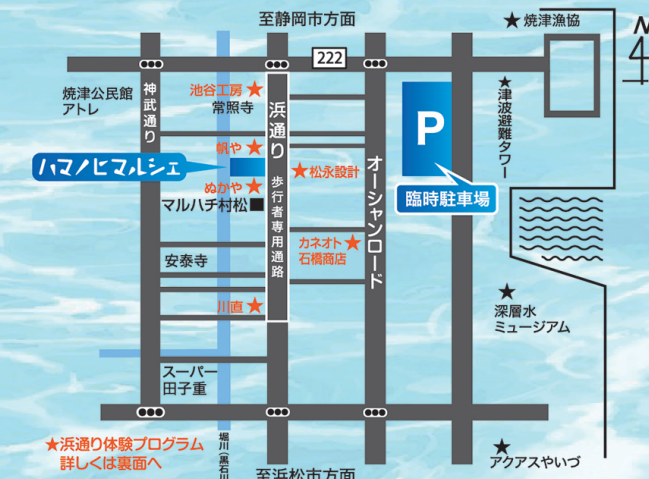 至静岡市方面
★焼津漁協
N
4
222
焼津公民館
アトレ
神武通り
池谷工房★
常照寺
浜通り
歩行者専用通路
P
臨時駐車場
★津波避難タワー
帆や★
ハマノヒマルシェ
ぬかや★
マルハチ村松■
★松永設計
オーシャンロード
カネオト★
石橋商店
安泰寺
川直★
★
深層水
ミュージアム
スーパー
田子重
★浜通り体験プログラム
詳しくは裏面へ
堀川(黒石川
至浜松市方面
★
アクアスやいづ